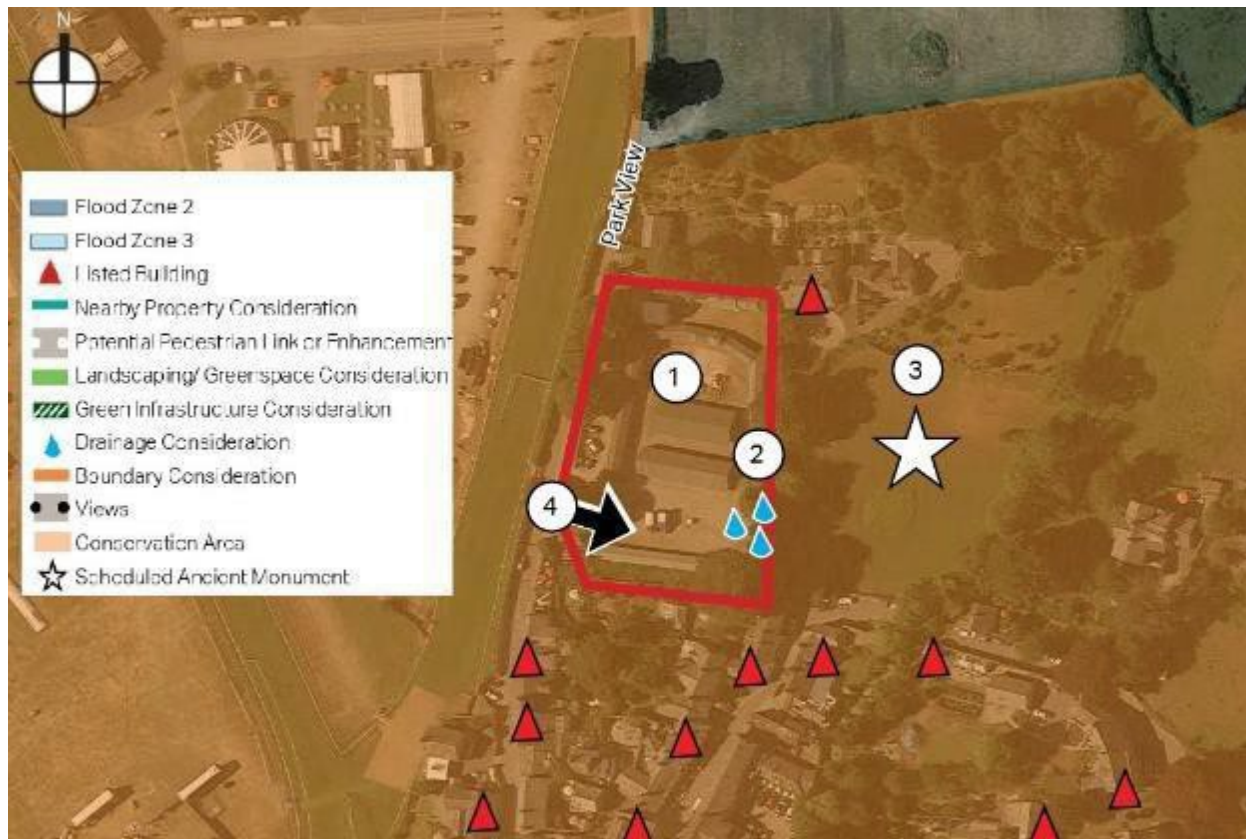 N
Park View
Flood Zone 2
Flood Zone 3
Listed Building
Nearby Property Consideration
Potential Pedestrian Link or Enhancement
Landscaping/ Greenspace Consideration
Green Infrastructure Consideration
Drainage Consideration
Boundary Consideration
Views
Conservation Area
Scheduled Ancient Monument
1
2
3
4